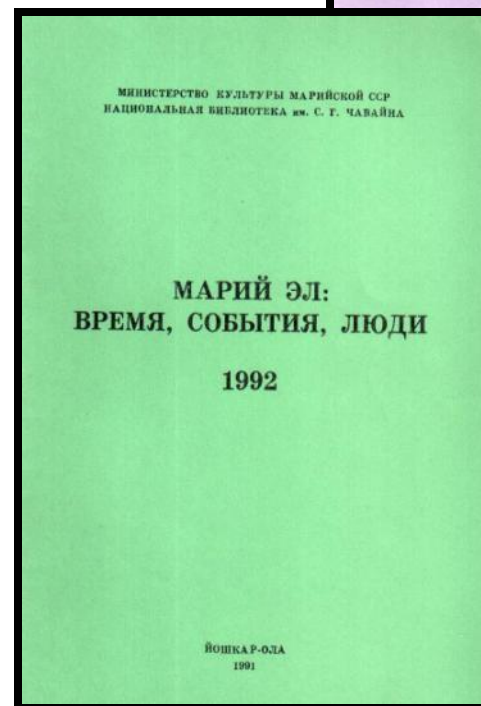 МИНИСТЕРСТВО КУЛЬТУРЫ МАРИЙСКОЙ ССР
НАЦИОНАЛЬНАЯ БИБЛИОТЕКА им. С. Г. ЧАВАЙНА
МАРИЙ ЭЛ:
ВРЕМЯ, СОБЫТИЯ, ЛЮДИ
1992
ЙОШКАР-ОЛА
1991